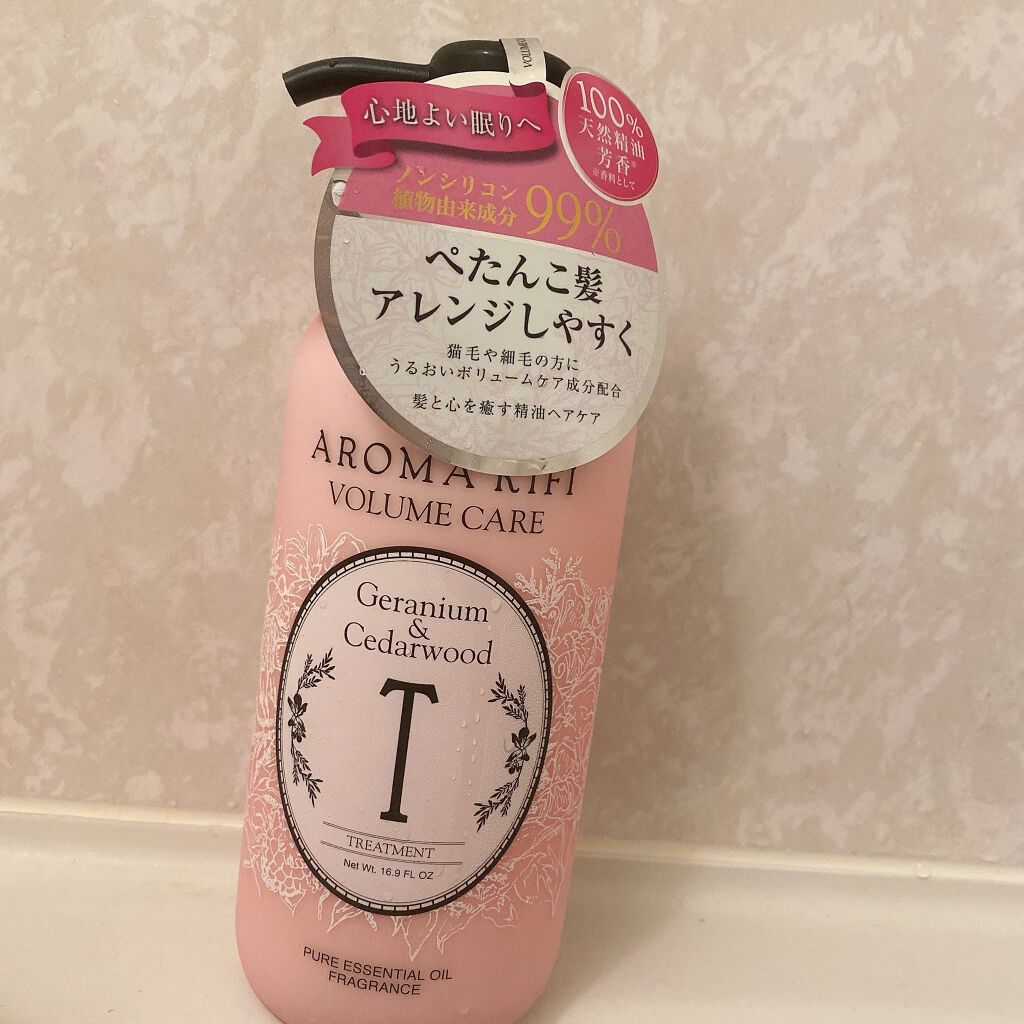 VOLUME
心地よい眠りへ
100%
天然精油
芳香※
※香料として
ノンシリコン
植物由来成分 99%
ぺたんこ髪
アレンジしやすく
猫毛や細毛の方に
うるおいボリュームケア成分配合
髪と心を癒す精油ヘアケア
AROMA RIFI
VOLUME CARE
Geranium
&
Cedarwood
T
TREATMENT
Net Wt. 16.9 FL OZ
PURE ESSENTIAL OIL
FRAGRANCE